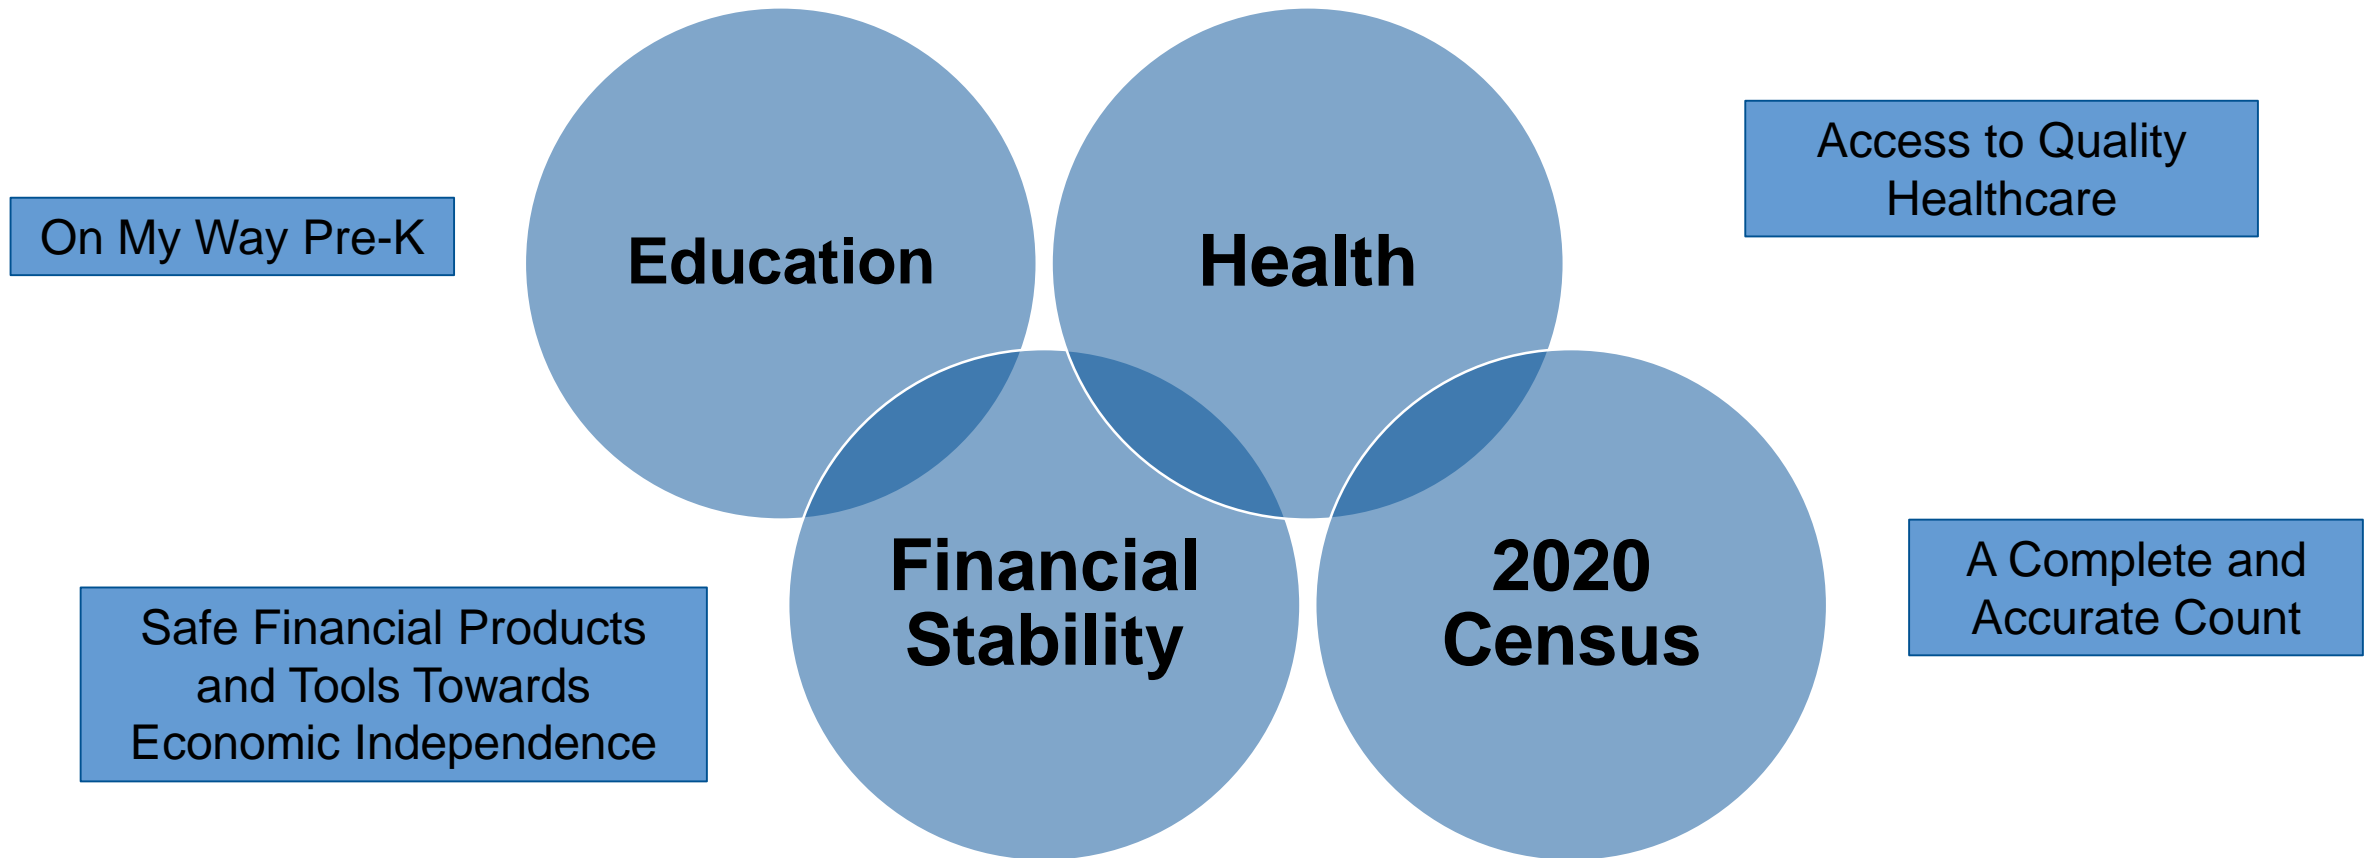 On My Way Pre-K
Education
Health
Access to Quality
Healthcare
Safe Financial Products
and Tools Towards
Economic Independence
Financial
Stability
2020
Census
A Complete and
Accurate Count